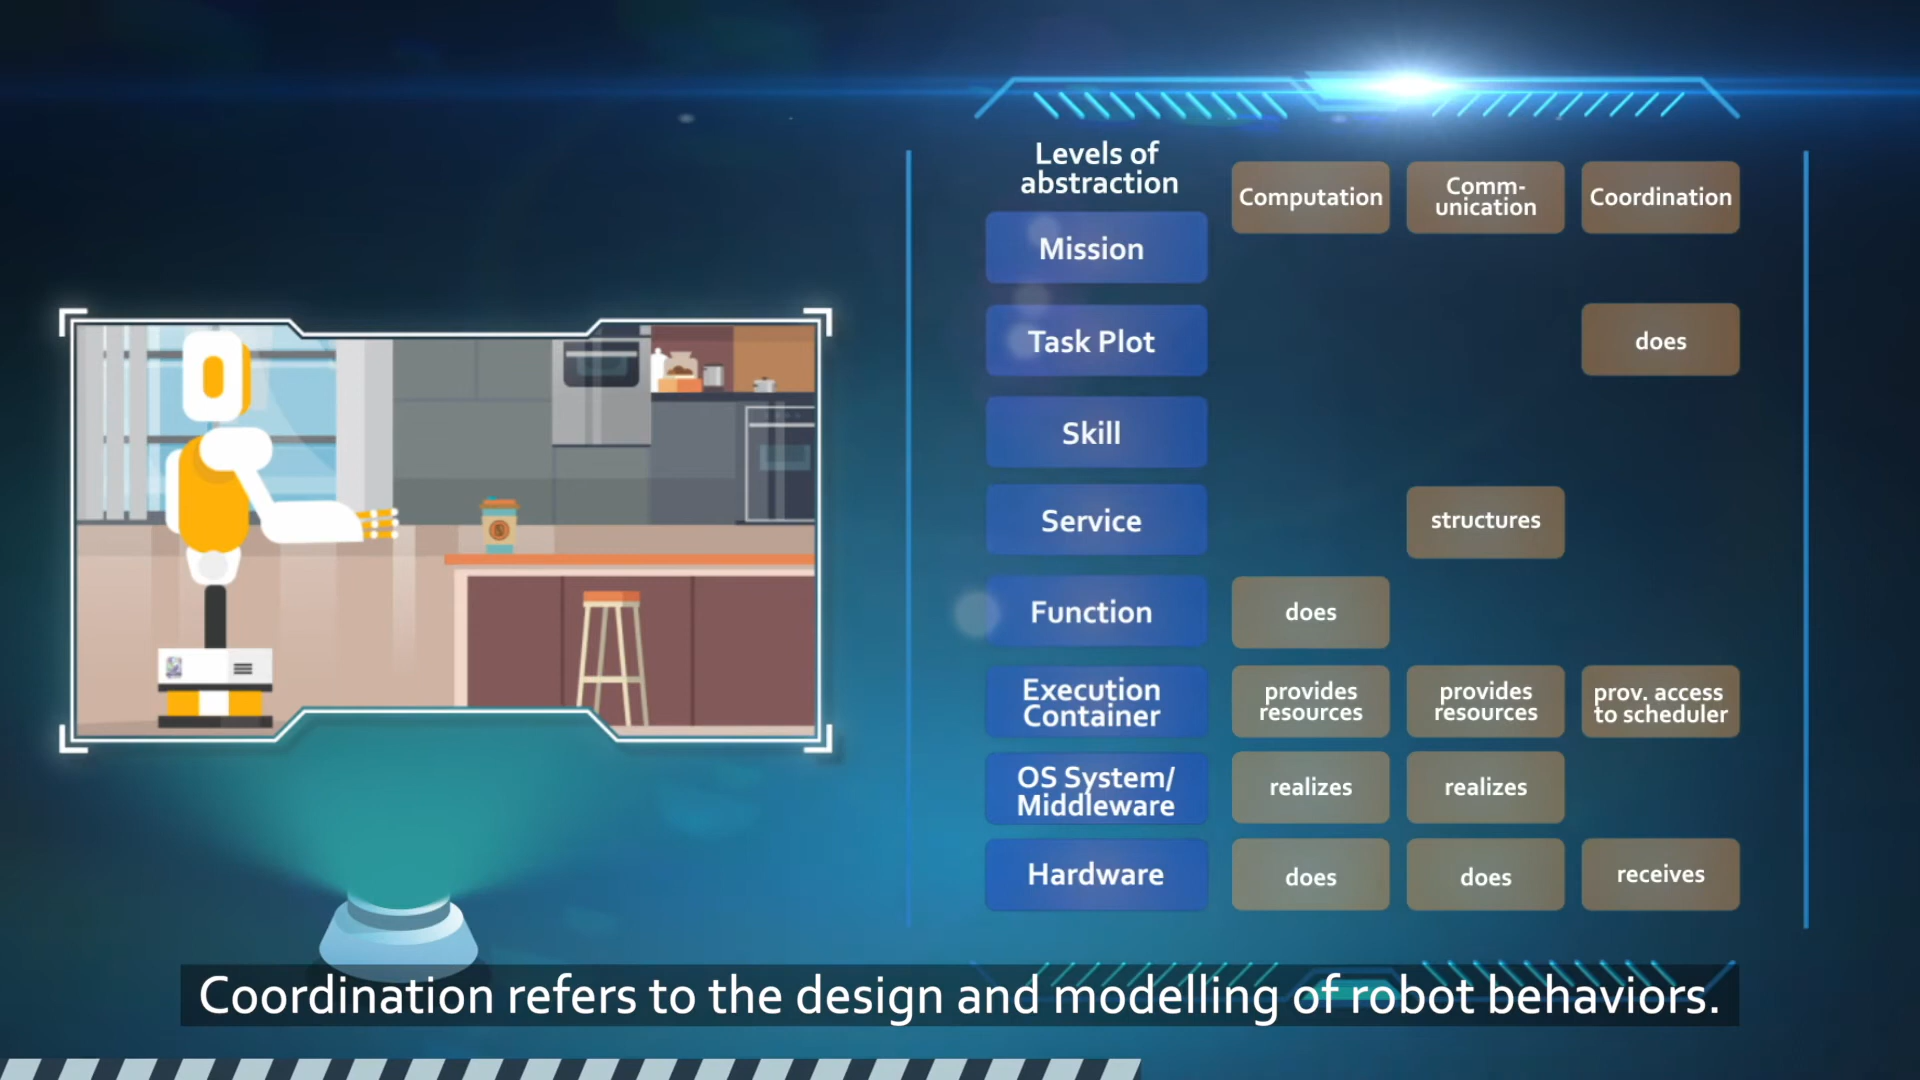 Levels of
abstraction
Computation
Comm-
unication
Coordination
Mission
Task Plot
does
Skill
Service
structures
Function
does
Execution
Container
provides
resources
provides
resources
prov. access
to scheduler
OS System/
Middleware
realizes
realizes
Hardware
does
does
receives
Coordination refers to the design and modelling of robot behaviors.